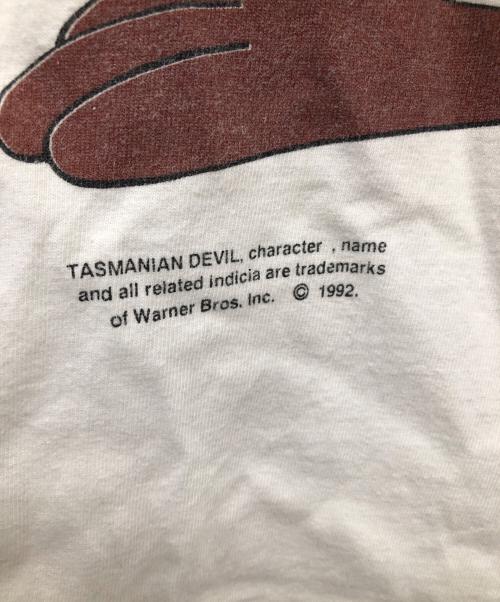 TASMANIAN DEVIL, character , name
and all related indicia are trademarks
of Warner Bros. Inc. © 1992.